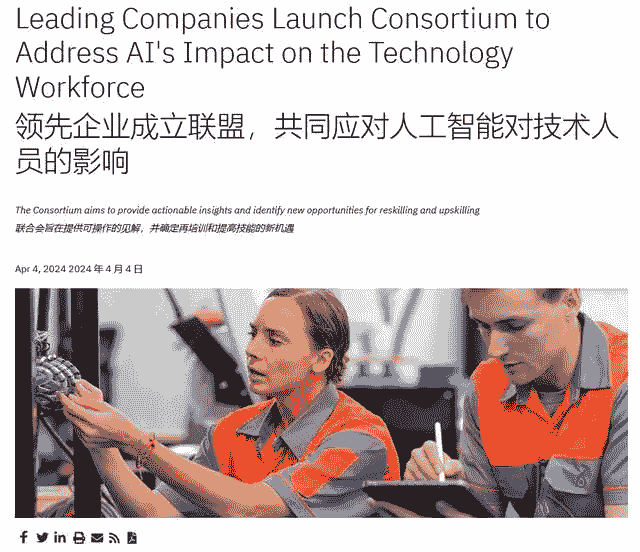 Leading Companies Launch Consortium to
Address AI's Impact on the Technology
Workforce
领先企业成立联盟，共同应对人工智能对技术人
员的影响
The Consortium aims to provide actionable insights and identify new opportunities for reskilling and upskilling
联合会旨在提供可操作的见解，并确定再培训和提高技能的新机遇
Apr 4, 2024 2024 年 4 月 4 日